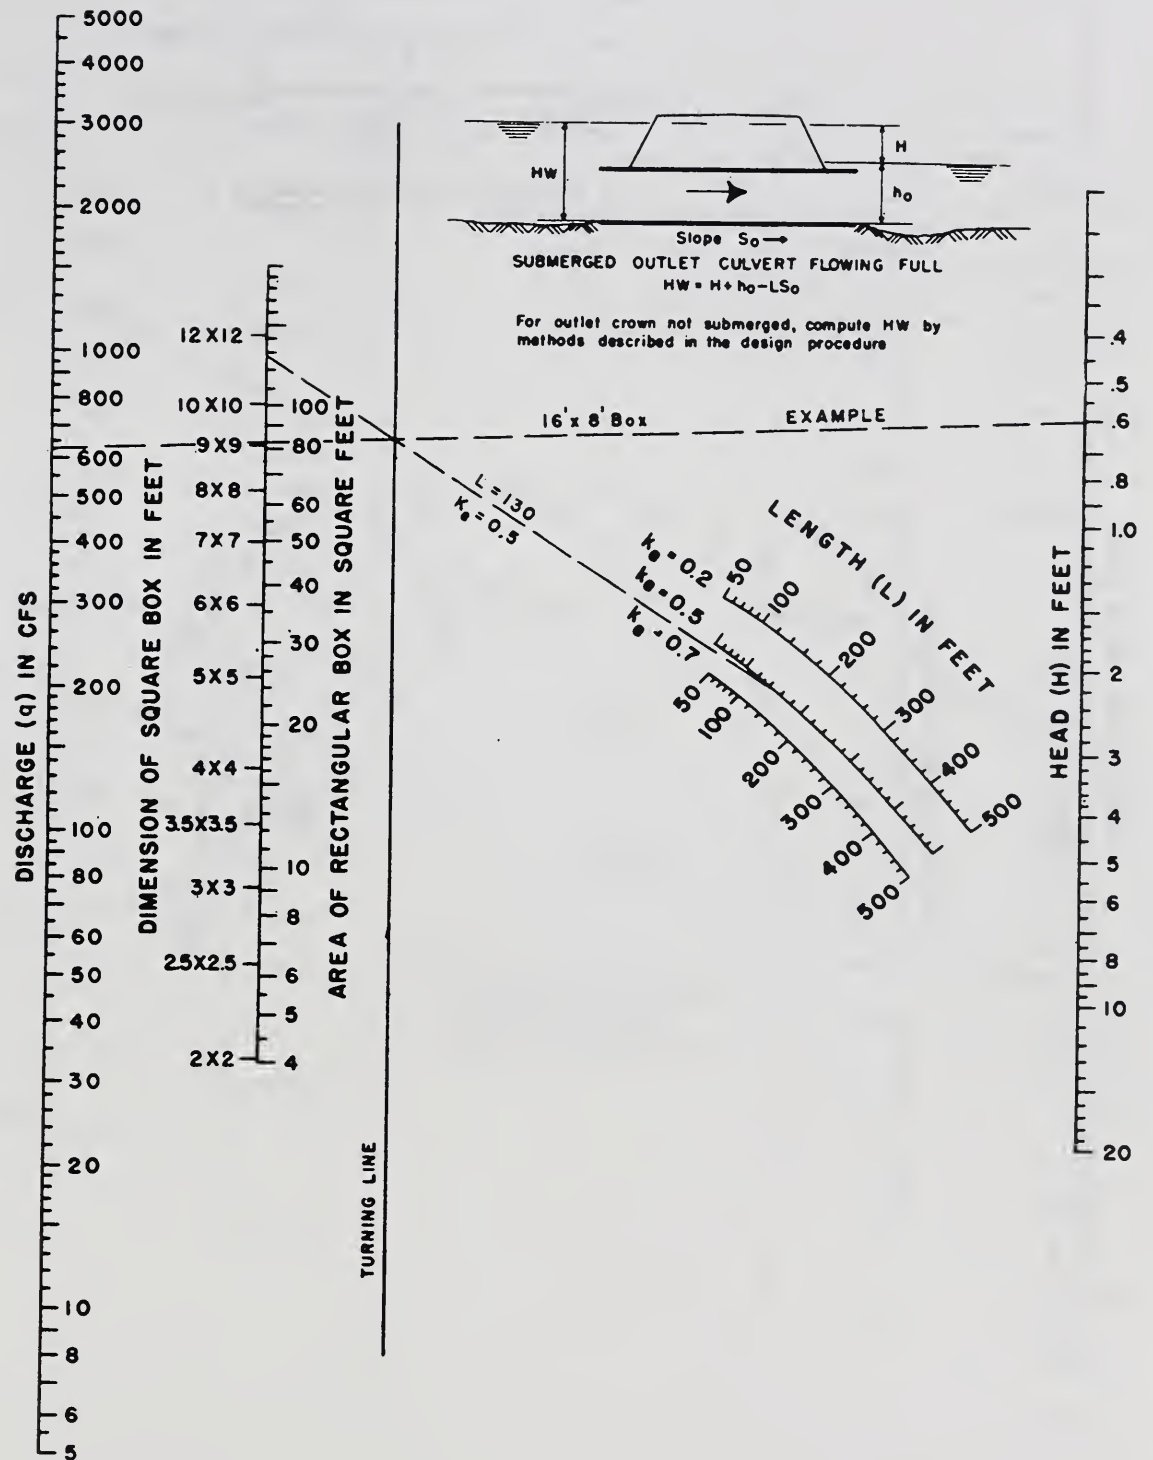 5000
4000
3000
2000
1000
800
600
500
400
300
200
100
80
60
50
40
30
20
10
8
6
5
DISCHARGE (q) IN CFS
12X12
10X10
9X9
8X8
7X7
6X6
5X5
4X4
3.5X3.5
3X3
2.5X2.5
2X2
DIMENSION OF SQUARE BOX IN FEET
100
80
60
50
40
30
20
10
8
6
5
4
AREA OF RECTANGULAR BOX IN SQUARE FEET
TURNING LINE
HW
H
ho
Slope So
SUBMERGED OUTLET CULVERT FLOWING FULL
HW = H + ho - LSo
For outlet crown not submerged, compute HW by
methods described in the design procedure
16' x 8' Box
EXAMPLE
L = 130
Ke = 0.5
LENGTH (L) IN FEET
ke = 0.2
ke = 0.5
ke = 0.7
50
100
200
300
400
500
50
100
200
300
400
500
HEAD (H) IN FEET
.4
.5
.6
.8
1.0
2
3
4
5
6
8
10
20